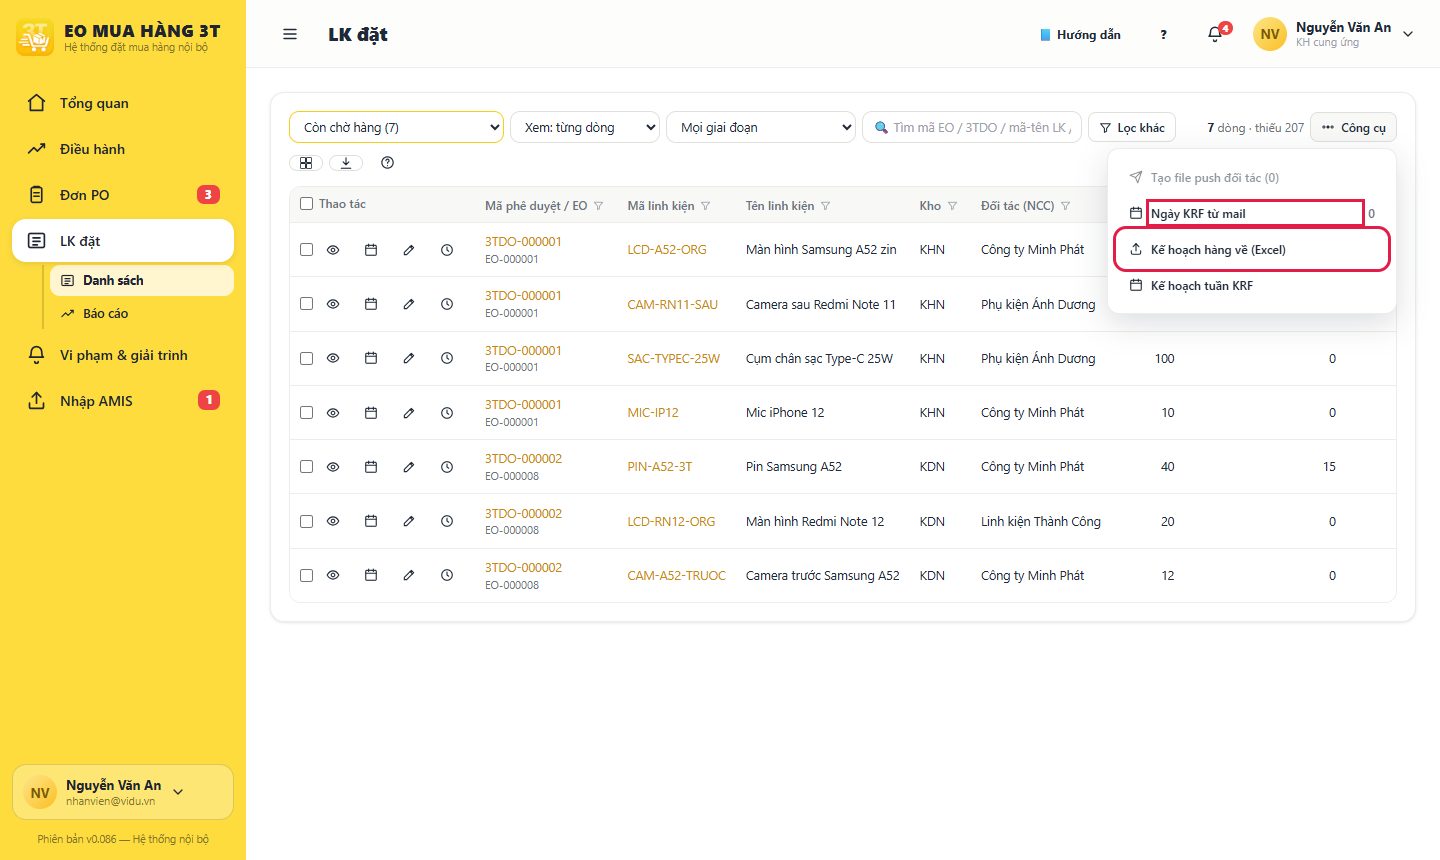 3T
EO MUA HÀNG 3T
Hệ thống đặt mua hàng nội bộ
Tổng quan
Điều hành
Đơn PO 3
LK đặt
Danh sách
Báo cáo
Vi phạm & giải trình
Nhập AMIS 1
NV Nguyễn Văn An
nhanvien@vidu.vn
Phiên bản v0.086 — Hệ thống nội bộ
LK đặt
Hướng dẫn ? 4 NV Nguyễn Văn An
KH cung ứng
Còn chờ hàng (7) Xem: từng dòng Mọi giai đoạn Tìm mã EO / 3TDO / mã-tên LK / Lọc khác 7 dòng · thiếu 207 ••• Công cụ
Tạo file push đối tác (0)
Ngày KRF từ mail 0
Kế hoạch hàng về (Excel)
Kế hoạch tuần KRF
Thao tác Mã phê duyệt / EO Mã linh kiện Tên linh kiện Kho Đối tác (NCC)
3TDO-000001 LCD-A52-ORG Màn hình Samsung A52 zin KHN Công ty Minh Phát
EO-000001
3TDO-000001 CAM-RN11-SAU Camera sau Redmi Note 11 KHN Phụ kiện Ánh Dương
EO-000001
3TDO-000001 SAC-TYPEC-25W Cụm chân sạc Type-C 25W KHN Phụ kiện Ánh Dương 100 0
EO-000001
3TDO-000001 MIC-IP12 Mic iPhone 12 KHN Công ty Minh Phát 10 0
EO-000001
3TDO-000002 PIN-A52-3T Pin Samsung A52 KDN Công ty Minh Phát 40 15
EO-000008
3TDO-000002 LCD-RN12-ORG Màn hình Redmi Note 12 KDN Linh kiện Thành Công 20 0
EO-000008
3TDO-000002 CAM-A52-TRUOC Camera trước Samsung A52 KDN Công ty Minh Phát 12 0
EO-000008